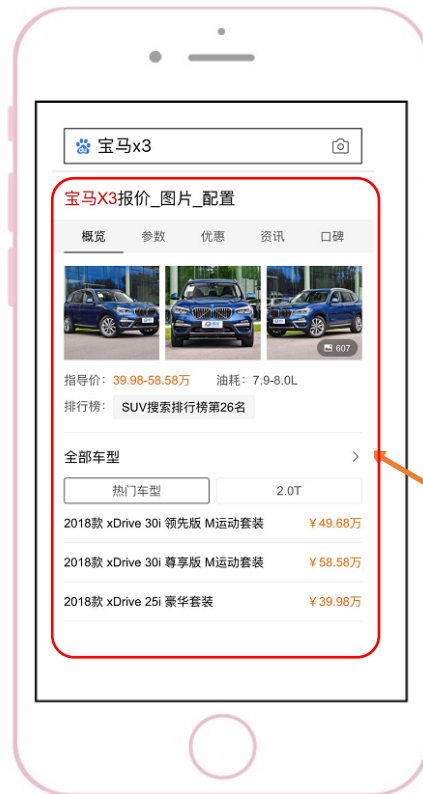 宝马x3
宝马X3报价_图片_配置
概览 参数 优惠 资讯 口碑
607
指导价: 39.98-58.58万 油耗: 7.9-8.0L
排行榜: SUV搜索排行榜第26名
全部车型
热门车型 2.0T
2018款 xDrive 30i 领先版 M运动套装 ¥49.68万
2018款 xDrive 30i 尊享版 M运动套装 ¥58.58万
2018款 xDrive 25i 豪华套装 ¥39.98万